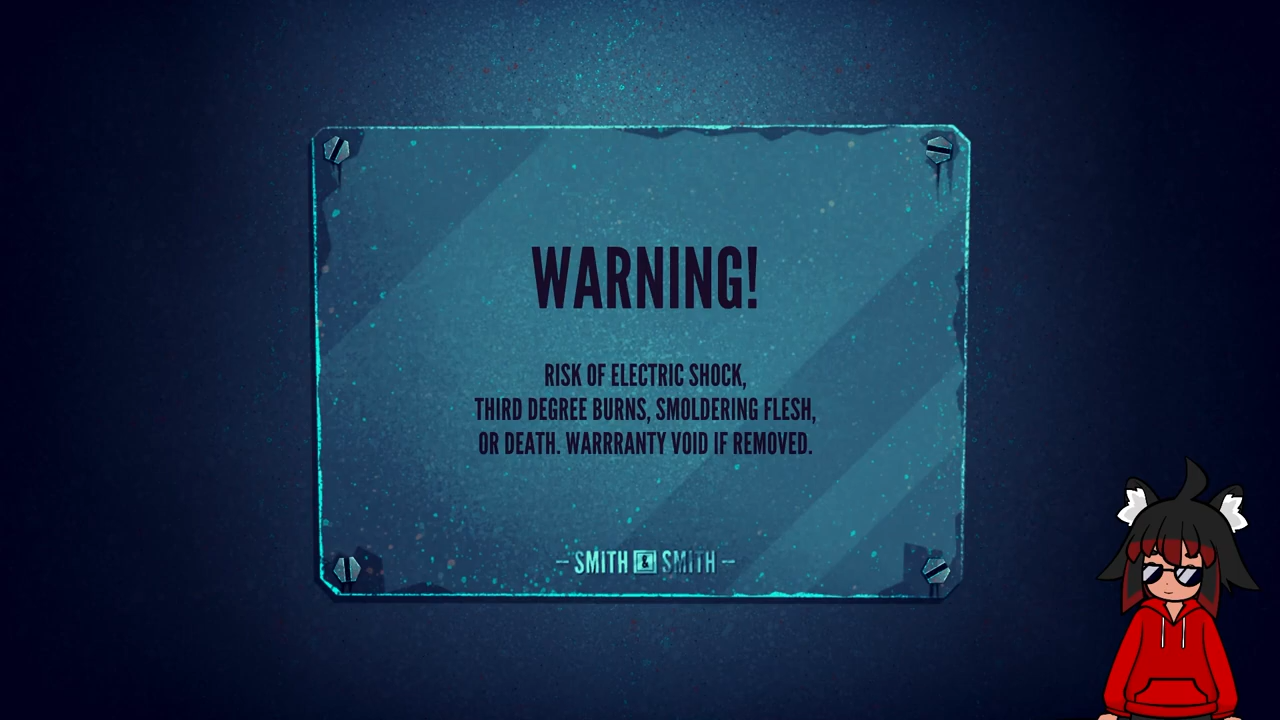 WARNING!
RISK OF ELECTRIC SHOCK,
THIRD DEGREE BURNS, SMOLDERING FLESH,
OR DEATH. WARRRANTY VOID IF REMOVED.
– SMITH SMITH –